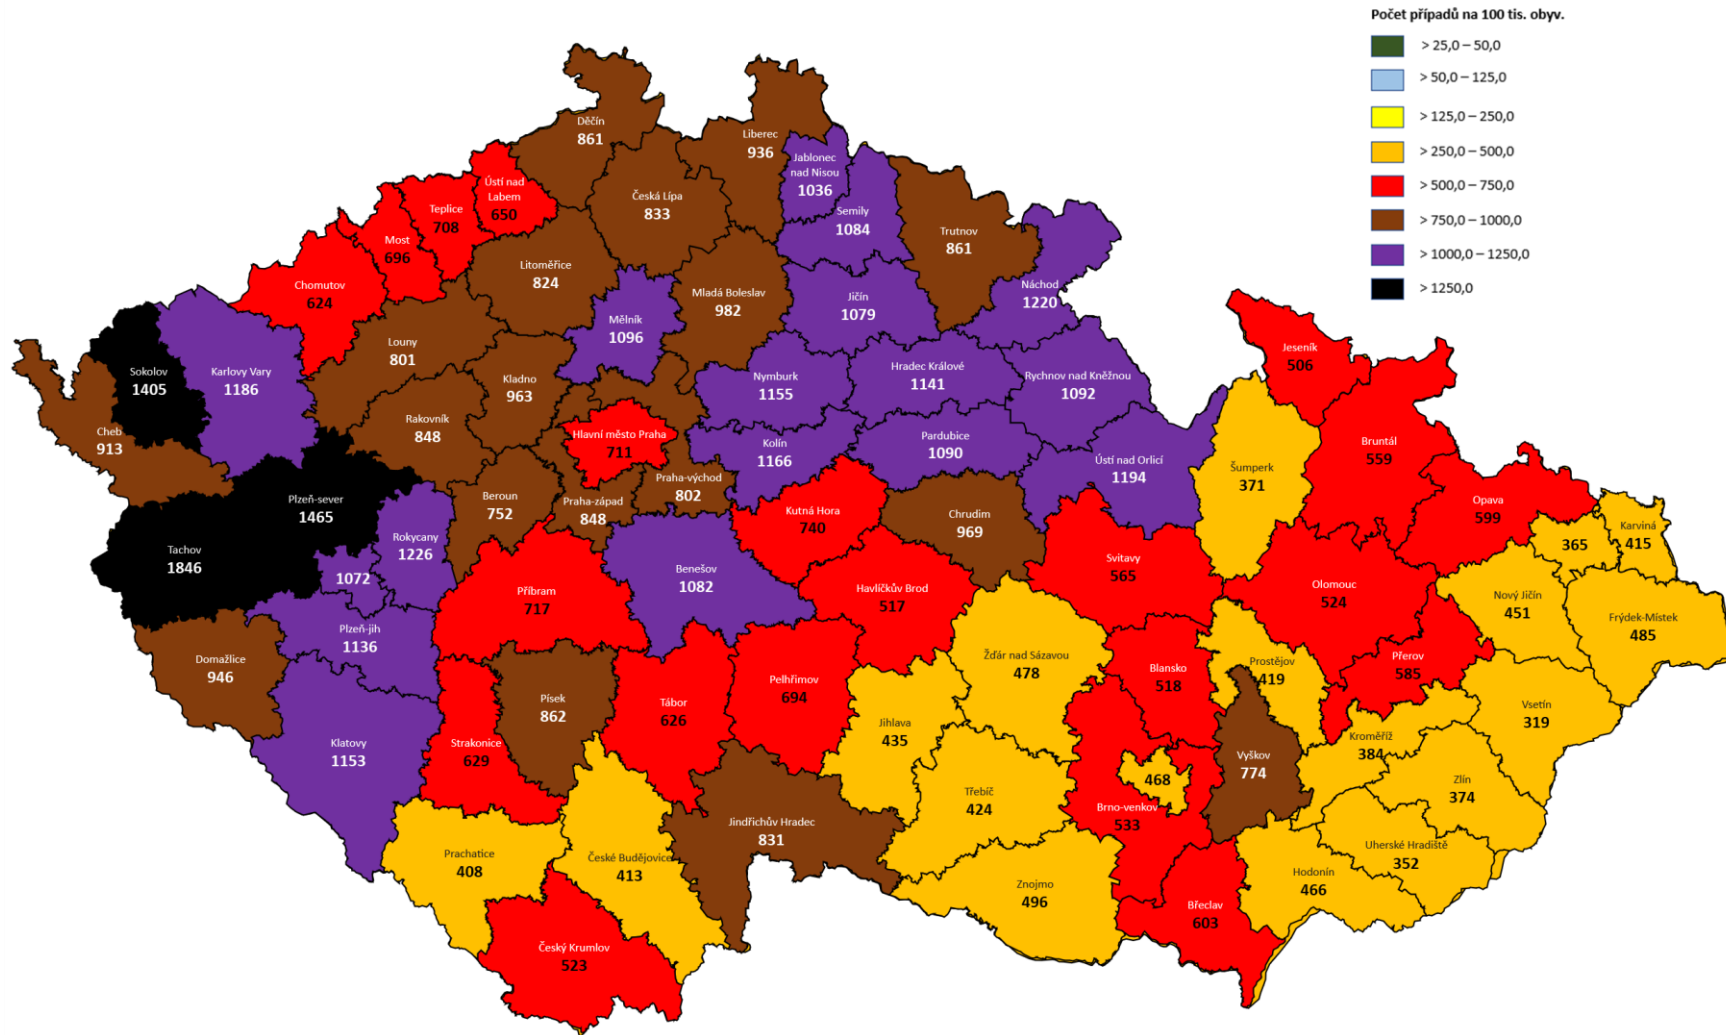 Počet případů na 100 tis. obyv.
> 25,0 – 50,0
> 50,0 – 125,0
> 125,0 – 250,0
> 250,0 – 500,0
> 500,0 – 750,0
> 750,0 – 1000,0
> 1000,0 – 1250,0
> 1250,0
Děčín
861
Liberec
936
Jablonec
nad Nisou
1036
Ústí nad
Labem
650
Česká Lípa
833
Teplice
708
Semily
1084
Trutnov
861
Most
696
Litoměřice
824
Chomutov
624
Mladá Boleslav
982
Jičín
1079
Náchod
1220
Mělník
1096
Louny
801
Jeseník
506
Sokolov
1405
Karlovy Vary
1186
Kladno
963
Nymburk
1155
Hradec Králové
1141
Rychnov nad Kněžnou
1092
Rakovník
848
Cheb
913
Hlavní město Praha
711
Kolín
1166
Pardubice
1090
Ústí nad Orlicí
1194
Šumperk
371
Bruntál
559
Praha-východ
802
Plzeň-sever
1465
Beroun
752
Praha-západ
848
Kutná Hora
740
Chrudim
969
Opava
599
Karviná
415
365
Rokycany
1226
Tachov
1846
1072
Svitavy
565
Benešov
1082
Příbram
717
Havlíčkův Brod
517
Olomouc
524
Nový Jičín
451
Frýdek-Místek
485
Plzeň-jih
1136
Domažlice
946
Žďár nad Sázavou
478
Blansko
518
Prostějov
419
Přerov
585
Pelhřimov
694
Písek
862
Tábor
626
Jihlava
435
Vsetín
319
Klatovy
1153
Strakonice
629
Kroměříž
384
Vyškov
774
468
Zlín
374
Třebíč
424
Brno-venkov
533
Jindřichův Hradec
831
Uherské Hradiště
352
Prachatice
408
České Budějovice
413
Hodonín
466
Znojmo
496
Břeclav
603
Český Krumlov
523